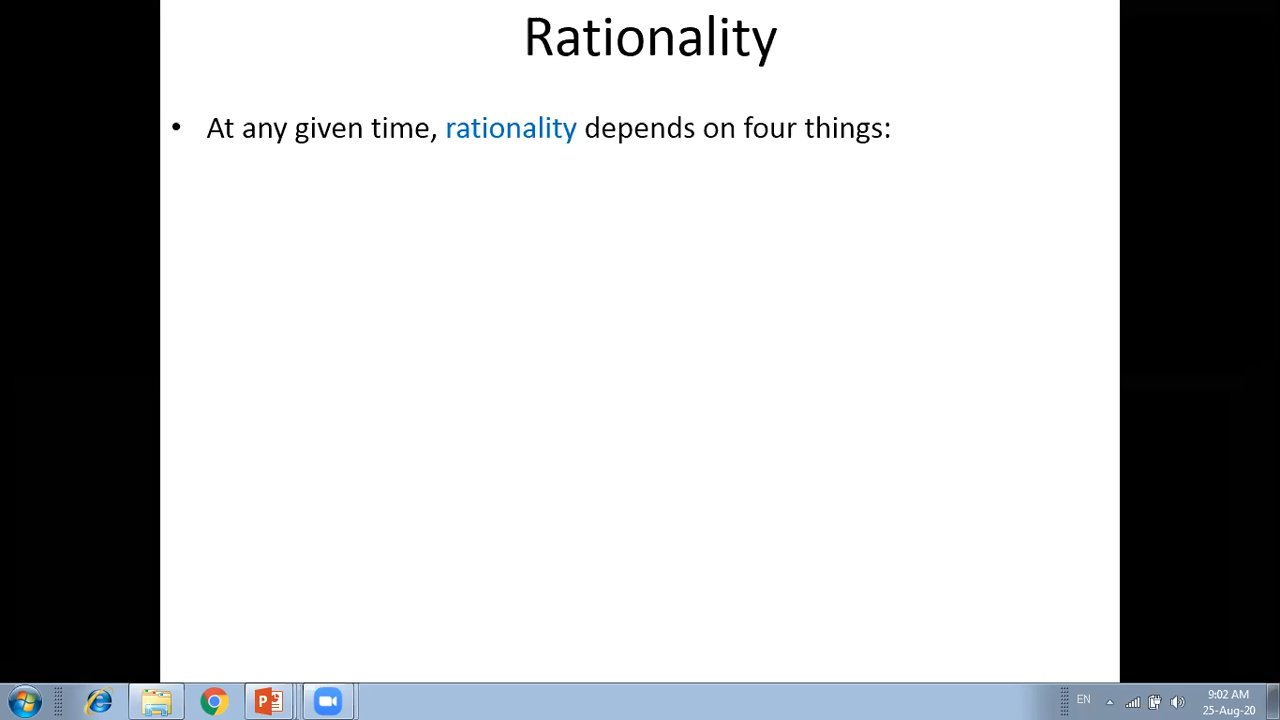 Rationality
• At any given time, rationality depends on four things:
EN
9:02 AM
25-Aug-20